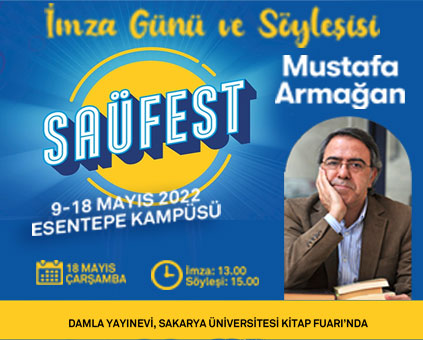 İmza Günü ve Söyleşisi
Mustafa
Armağan
SAÜFEST
9-18 MAYIS 2022
ESENTEPE KAMPÜSÜ
18 MAYIS
ÇARŞAMBA
İmza: 13.00
Söyleşi: 15.00
DAMLA YAYINEVİ, SAKARYA ÜNİVERSİTESİ KİTAP FUARI'NDA